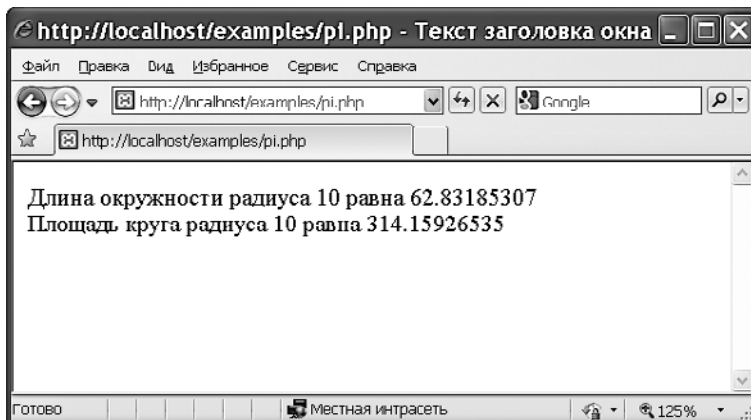 http://localhost/examples/pi.php - Текст заголовка окна
Файл Правка Вид Избранное Сервис Справка
http://localhost/examples/pi.php Google
http://localhost/examples/pi.php
Длина окружности радиуса 10 равна 62.83185307
Площадь круга радиуса 10 равна 314.15926535
Готово Местная интрасеть 125%